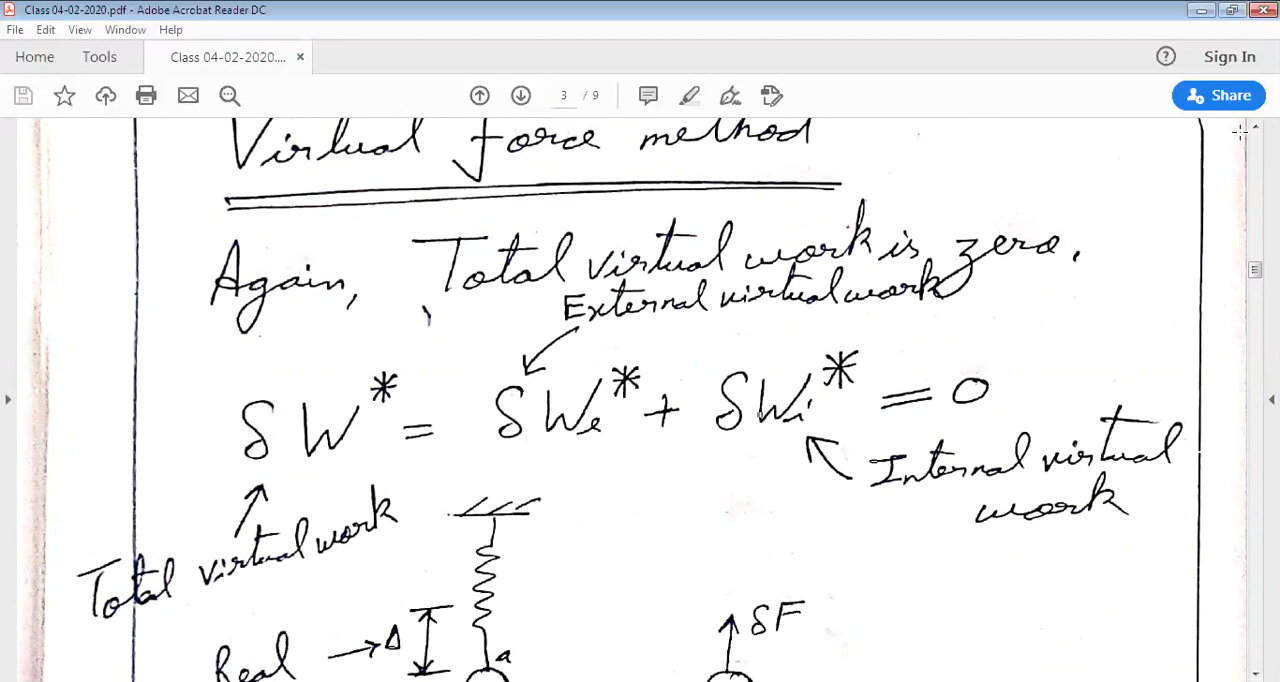 Class 04-02-2020.pdf - Adobe Acrobat Reader DC
File Edit View Window Help
Home Tools Class 04-02-2020.... × Sign In
3 / 9 Share
Virtual force method
Again, Total virtual work is zero.
External virtual work
δW* = δWe* + δWi* = 0
Internal virtual
work
Total virtual work
δF
Real → Δ
a